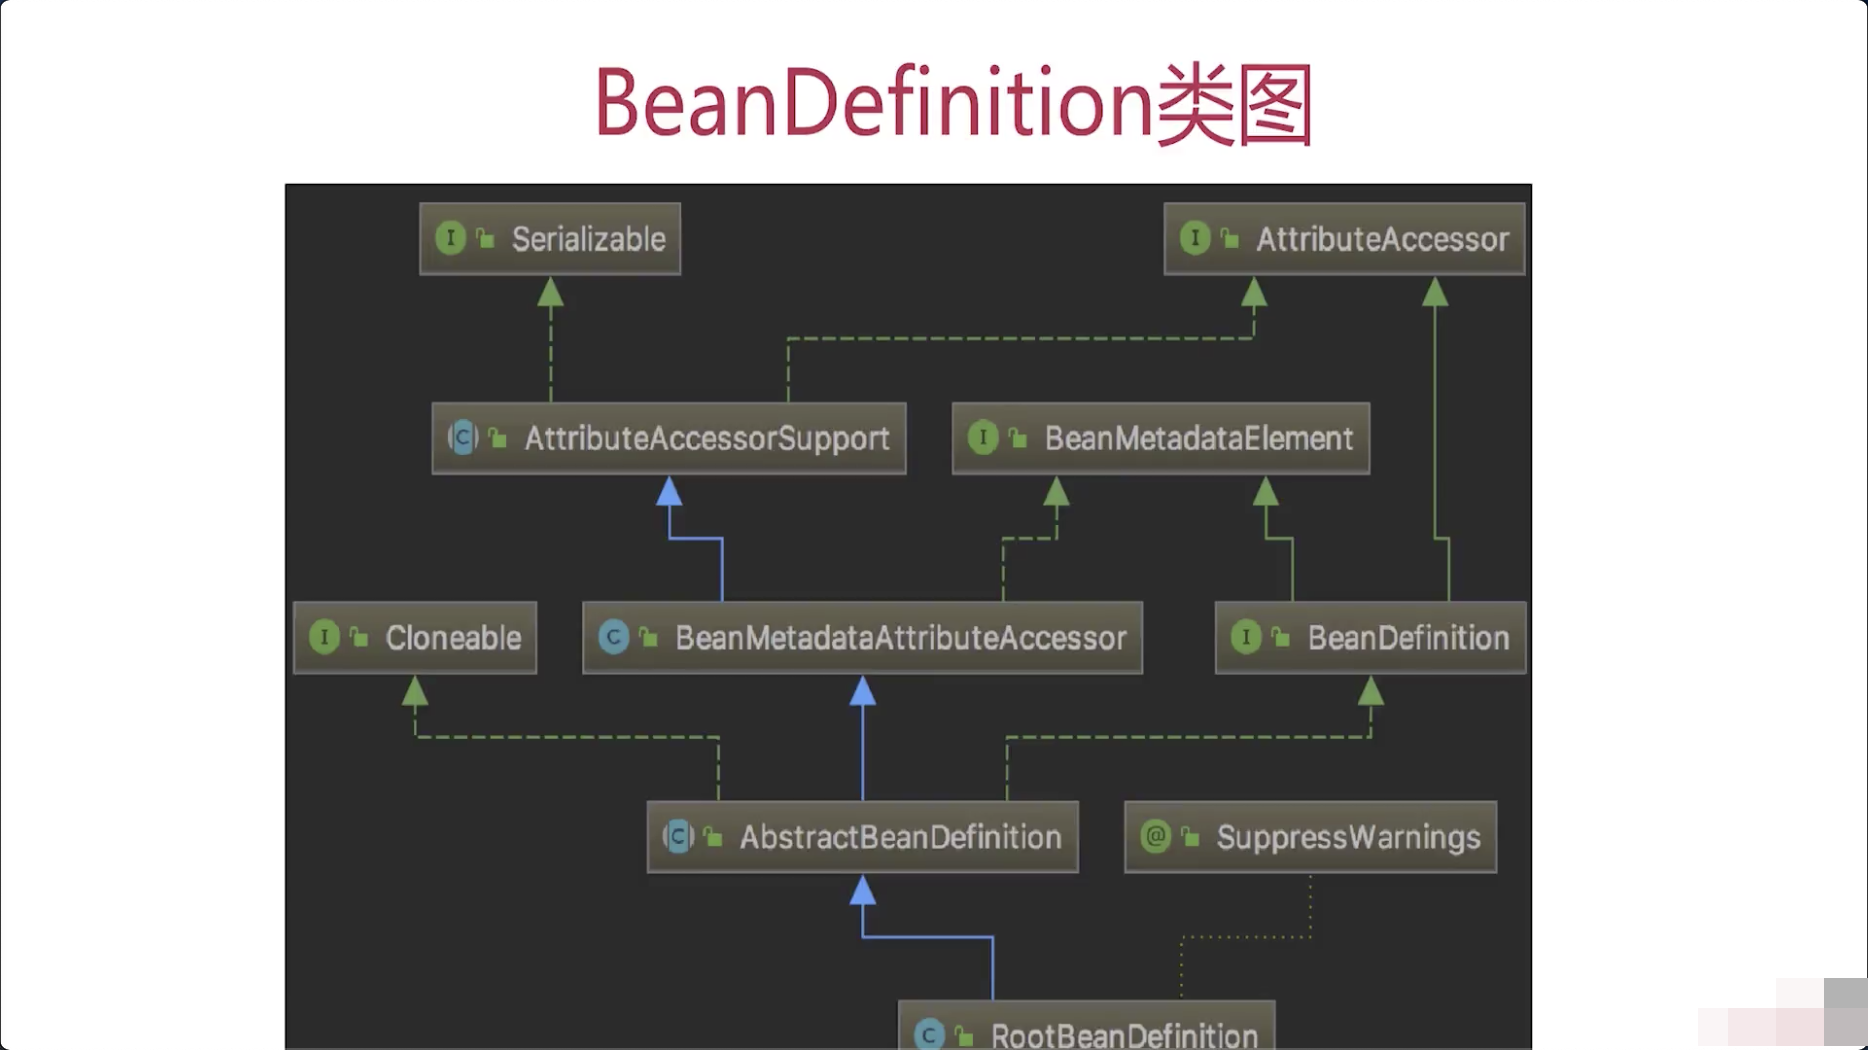 BeanDefinition类图
Serializable
AttributeAccessor
AttributeAccessorSupport
BeanMetadataElement
Cloneable
BeanMetadataAttributeAccessor
BeanDefinition
AbstractBeanDefinition
SuppressWarnings
RootBeanDefinition